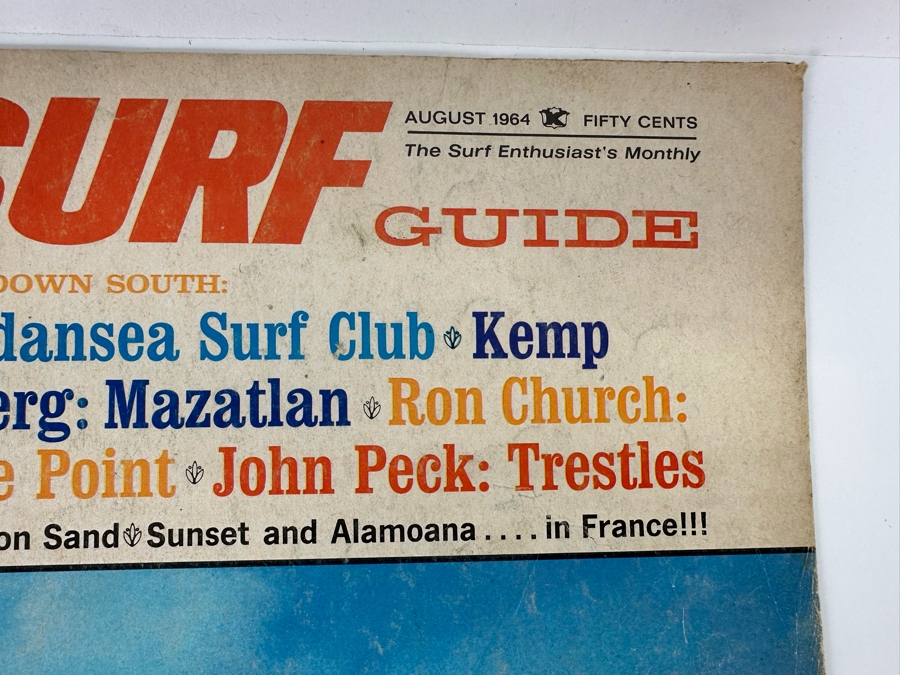 SURF
AUGUST 1964 K FIFTY CENTS
The Surf Enthusiast's Monthly
GUIDE
DOWN SOUTH:
dansea Surf Club Kemp
erg: Mazatlan Ron Church:
e Point John Peck: Trestles
on Sand Sunset and Alamoana .... in France!!!